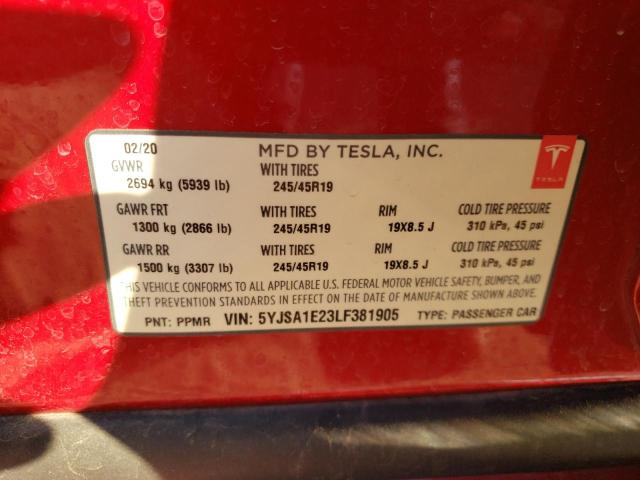 02/20 MFD BY TESLA, INC.
GVWR WITH TIRES
2694 kg (5939 lb) 245/45R19
TESLA
GAWR FRT WITH TIRES RIM COLD TIRE PRESSURE
1300 kg (2866 lb) 245/45R19 19X8.5 J 310 kPa, 45 psi
GAWR RR WITH TIRES RIM COLD TIRE PRESSURE
1500 kg (3307 lb) 245/45R19 19X8.5 J 310 kPa, 45 psi
THIS VEHICLE CONFORMS TO ALL APPLICABLE U.S. FEDERAL MOTOR VEHICLE SAFETY, BUMPER, AND
THEFT PREVENTION STANDARDS IN EFFECT ON THE DATE OF MANUFACTURE SHOWN ABOVE.
PNT: PPMR VIN: 5YJSA1E23LF381905 TYPE: PASSENGER CAR